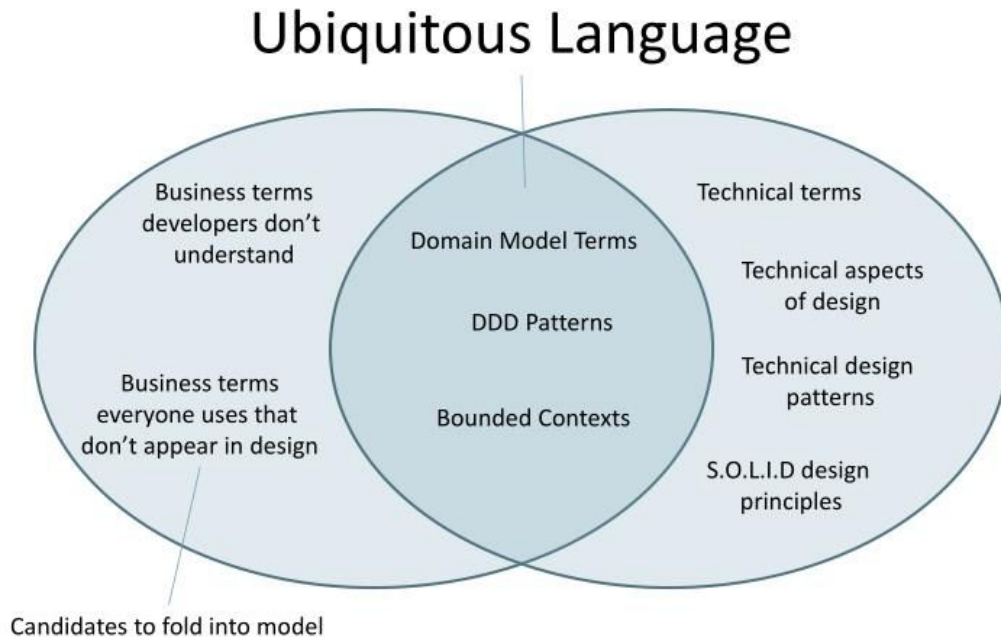 Ubiquitous Language
Business terms
developers don't
understand
Business terms
everyone uses that
don't appear in design
Domain Model Terms
DDD Patterns
Bounded Contexts
Technical terms
Technical aspects
of design
Technical design
patterns
S.O.L.I.D design
principles
Candidates to fold into model